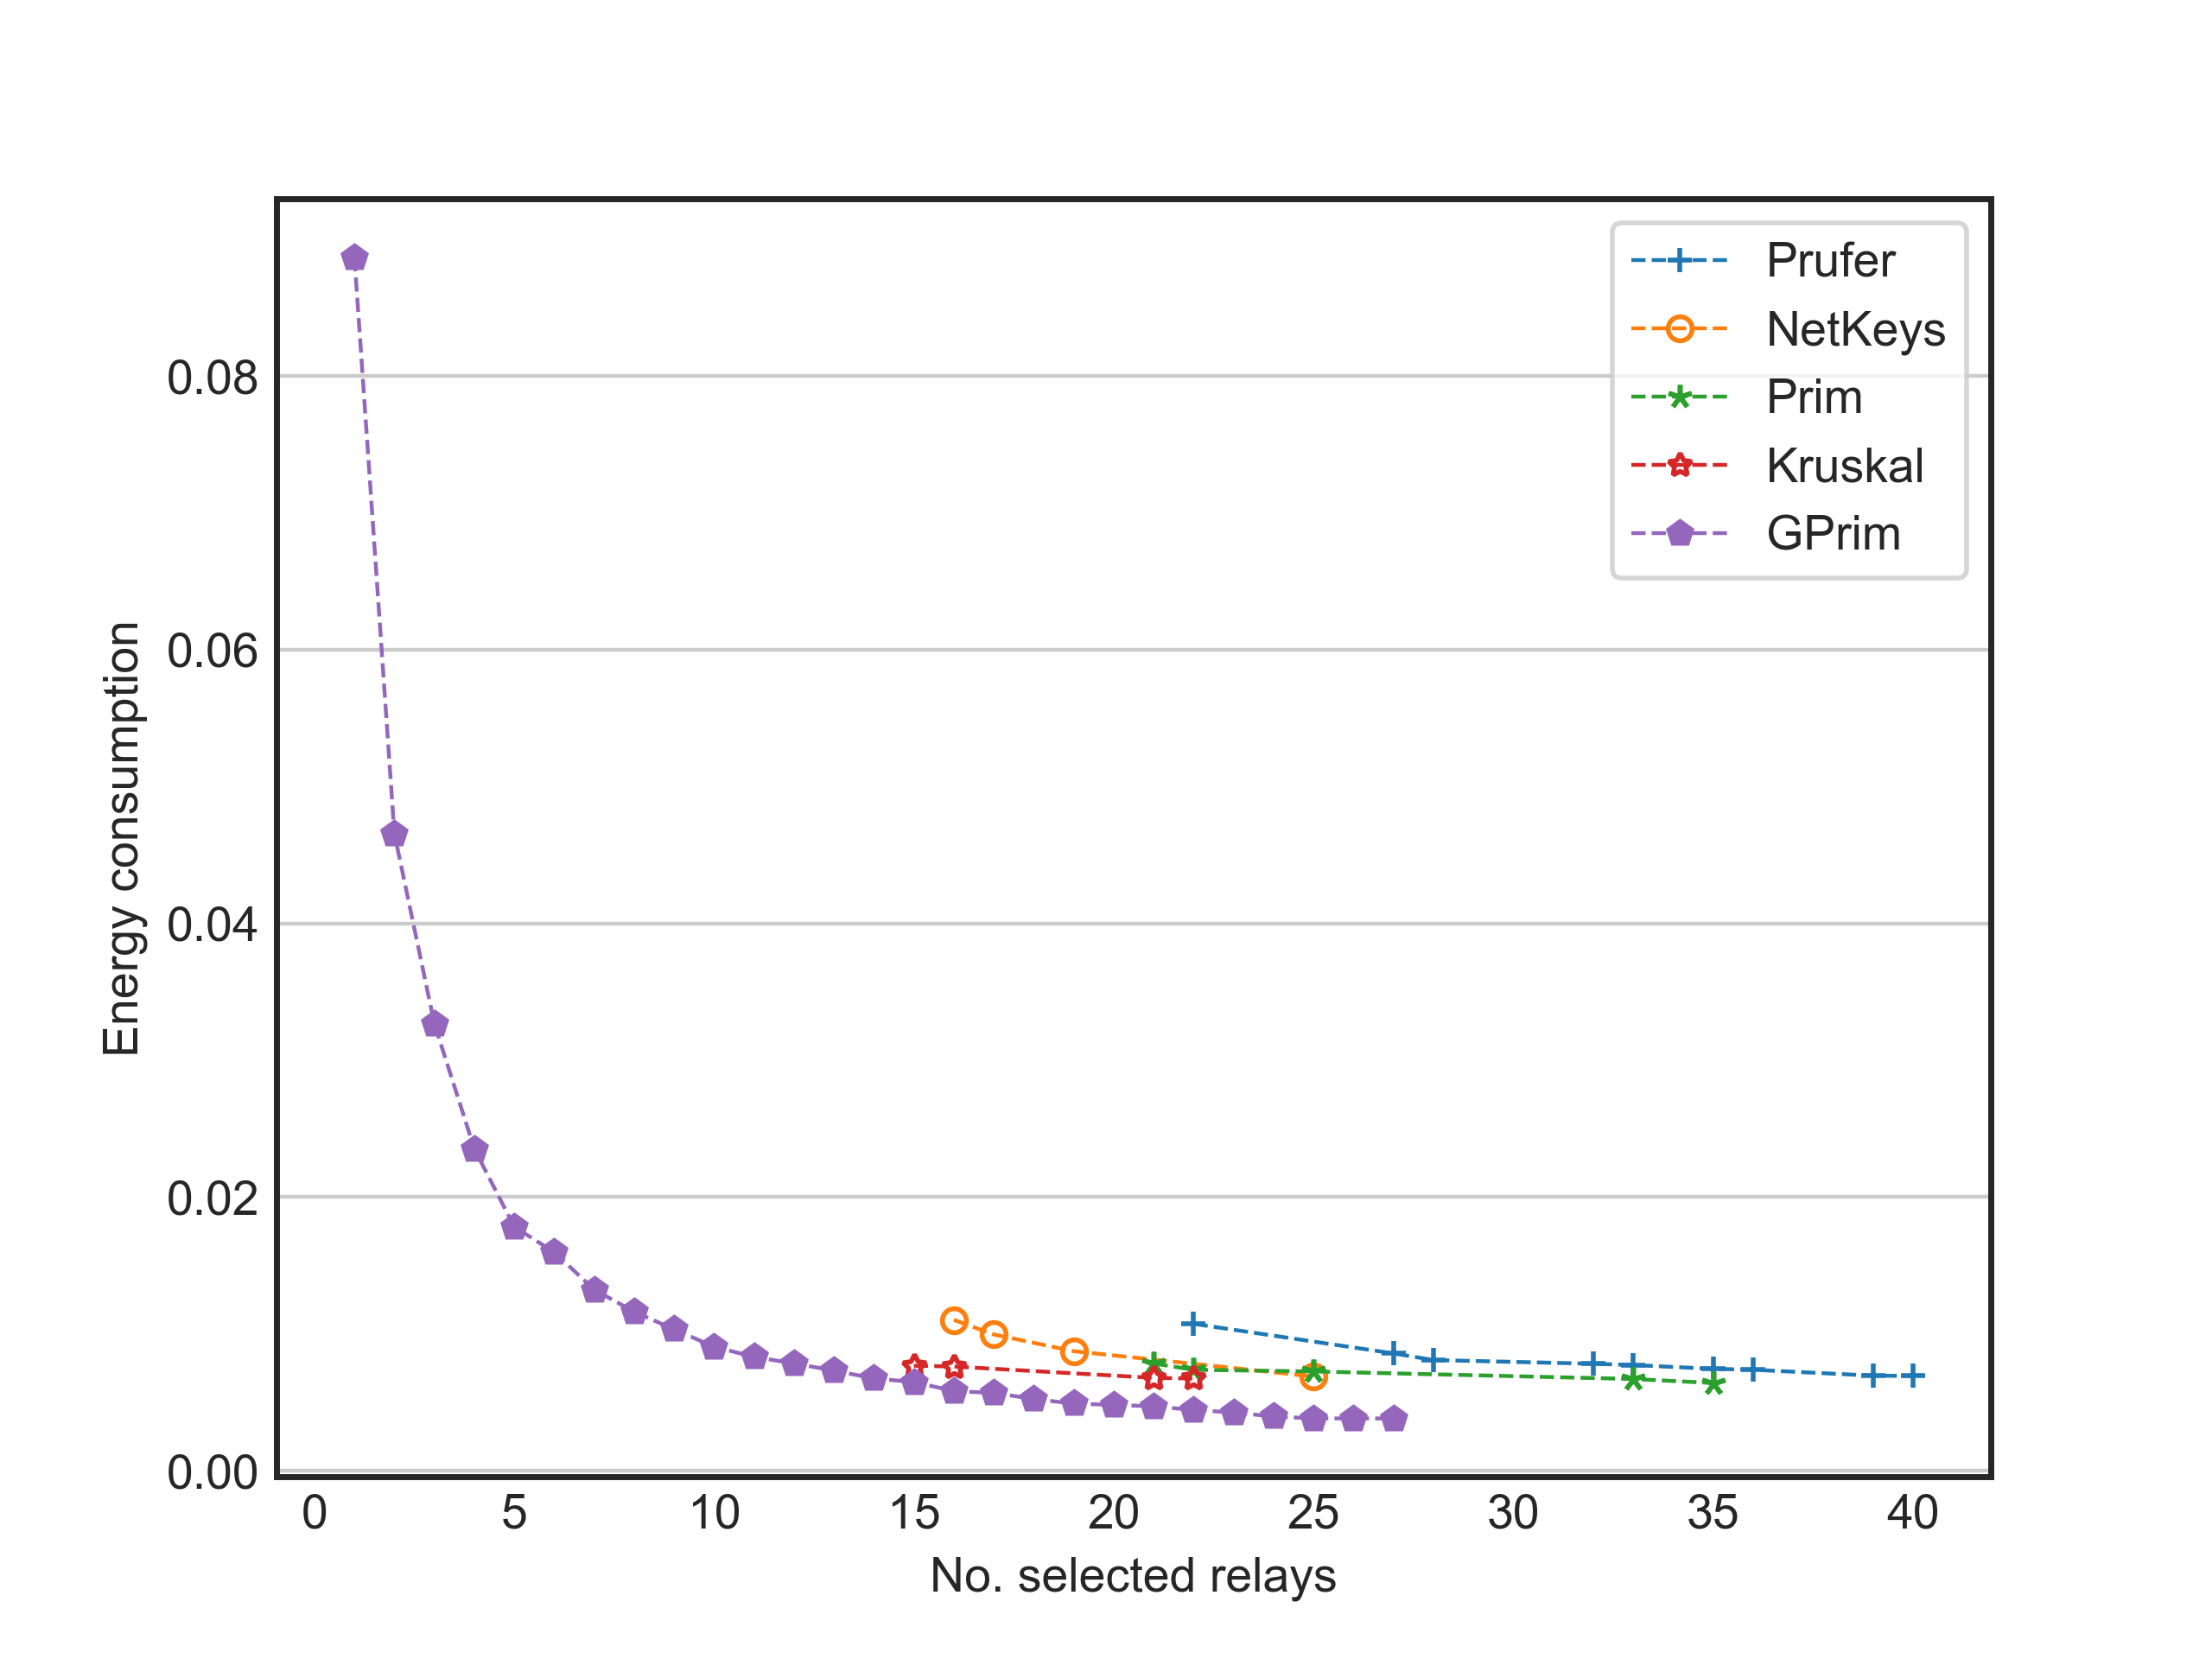 Prufer
NetKeys
Prim
Kruskal
GPrim
Energy consumption
0.08
0.06
0.04
0.02
0.00
0 5 10 15 20 25 30 35 40
No. selected relays